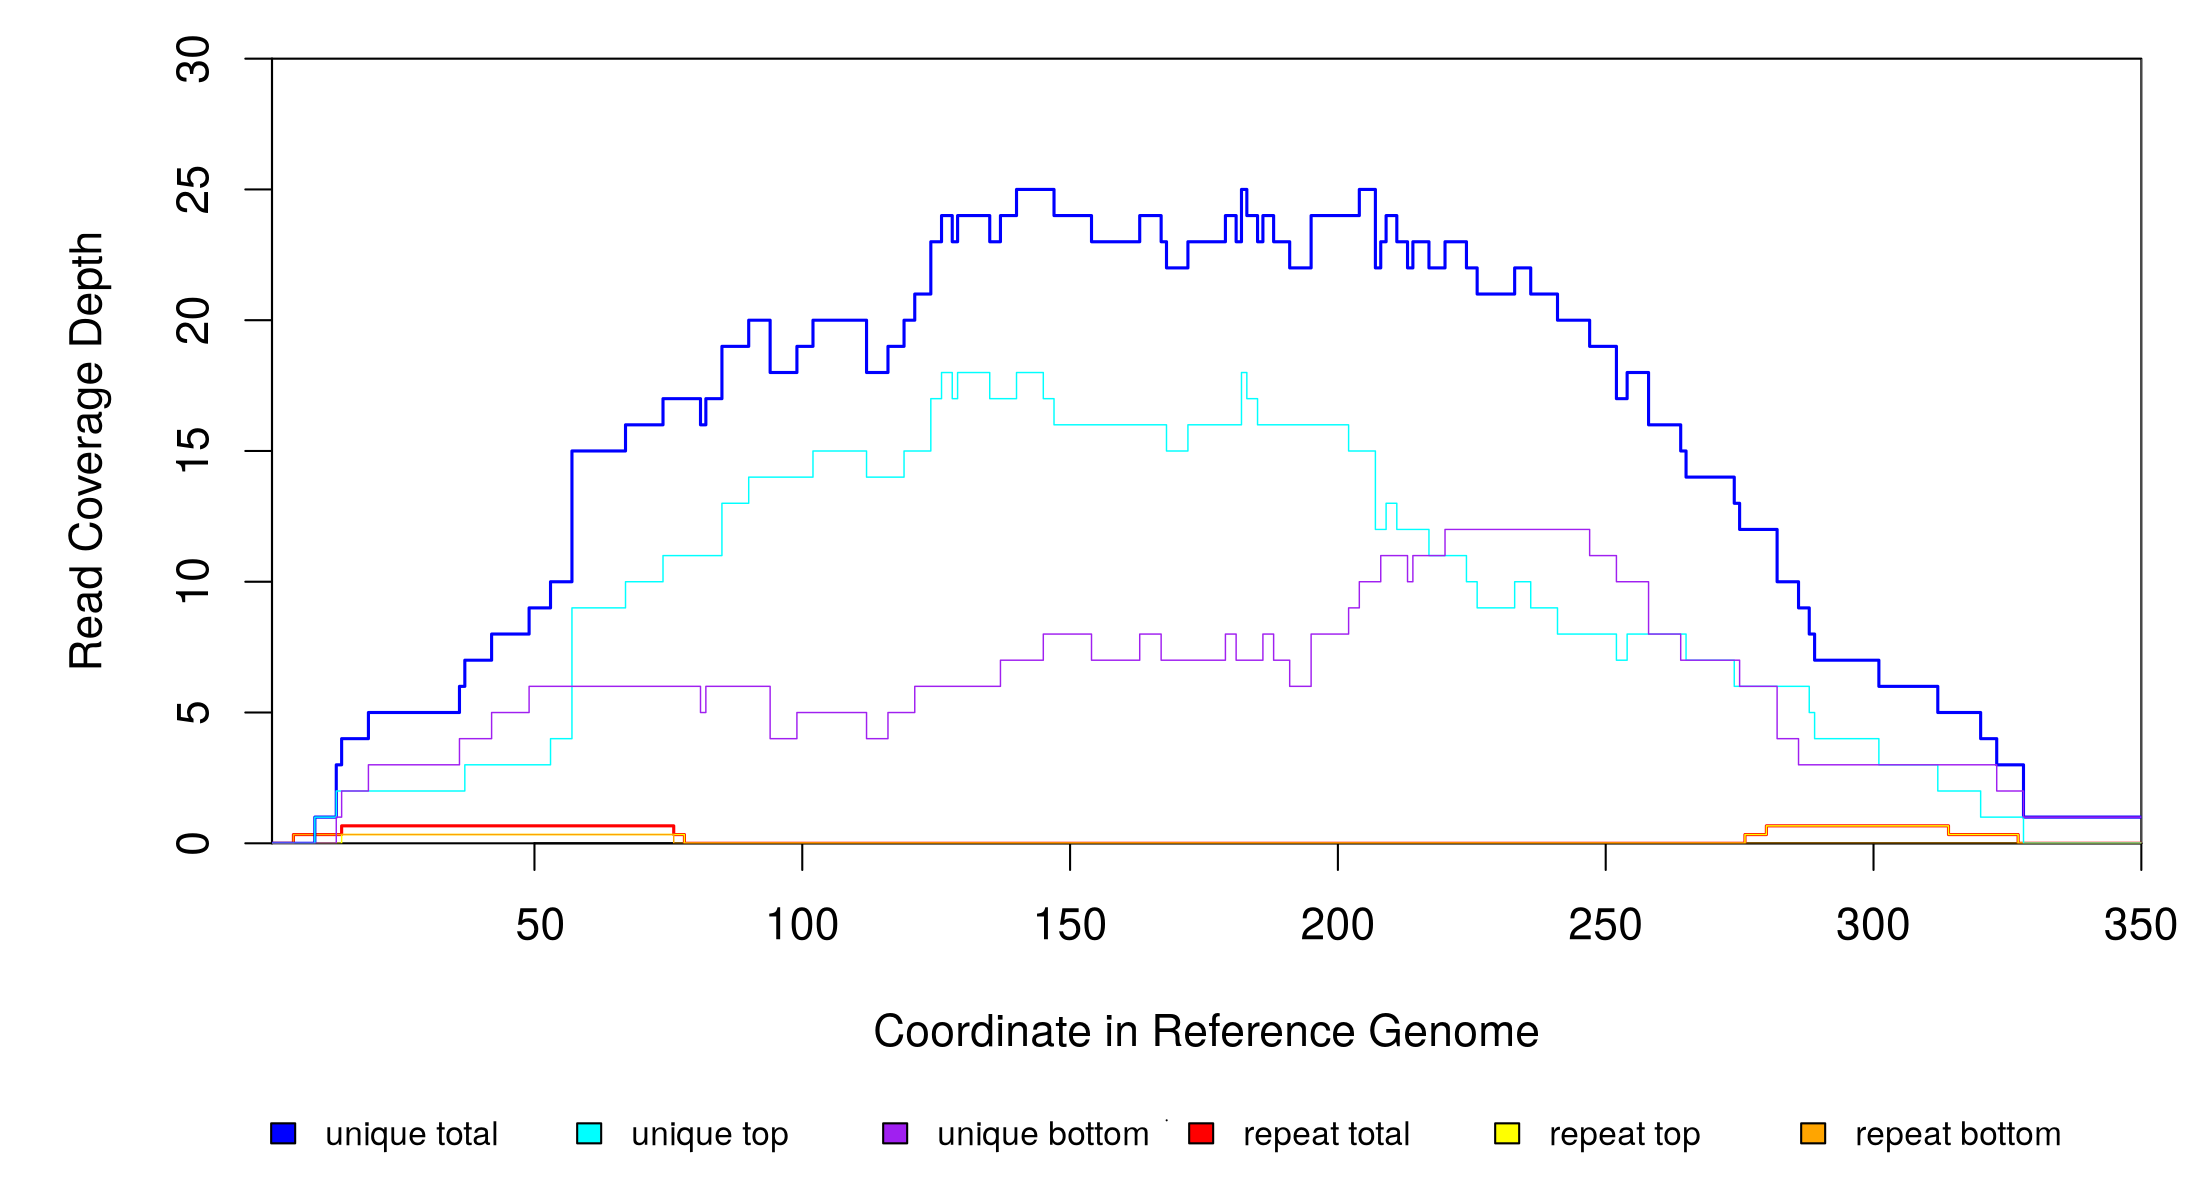 30
25
20
15
10
5
0
Read Coverage Depth
50 100 150 200 250 300 350
Coordinate in Reference Genome
unique total unique top unique bottom repeat total repeat top repeat bottom